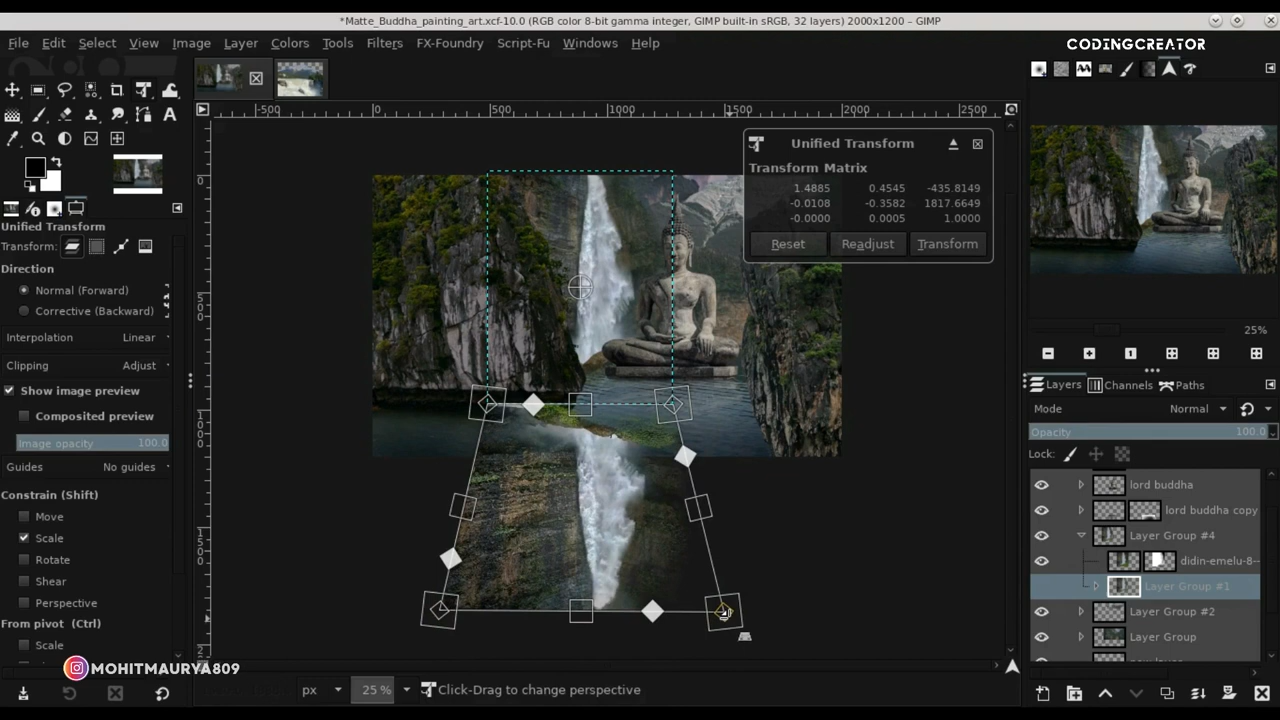 *Matte_Buddha_painting_art.xcf-10.0 (RGB color 8-bit gamma integer, GIMP built-in sRGB, 32 layers) 2000x1200 – GIMP
File Edit Select View Image Layer Colors Tools Filters FX-Foundry Script-Fu Windows Help
CODINGCREATOR
-500 0 500 1000 1500 2000 2500
Unified Transform
Transform Matrix
1.4885 0.4545 -435.8149
-0.0108 -0.3582 1817.6649
-0.0000 0.0005 1.0000
Reset Readjust Transform
Unified Transform
Transform:
Direction
Normal (Forward)
Corrective (Backward)
Interpolation Linear
Clipping Adjust
Show image preview
Composited preview
Image opacity 100.0
Guides No guides
Constrain (Shift)
Move
Scale
Rotate
Shear
Perspective
From pivot (Ctrl)
Scale
MOHITMAURYA809
px 25 % Click-Drag to change perspective
25%
Layers Channels Paths
Mode Normal
Opacity 100.0
Lock:
lord buddha
lord buddha copy
Layer Group #4
didin-emelu-8--
Layer Group #1
Layer Group #2
Layer Group